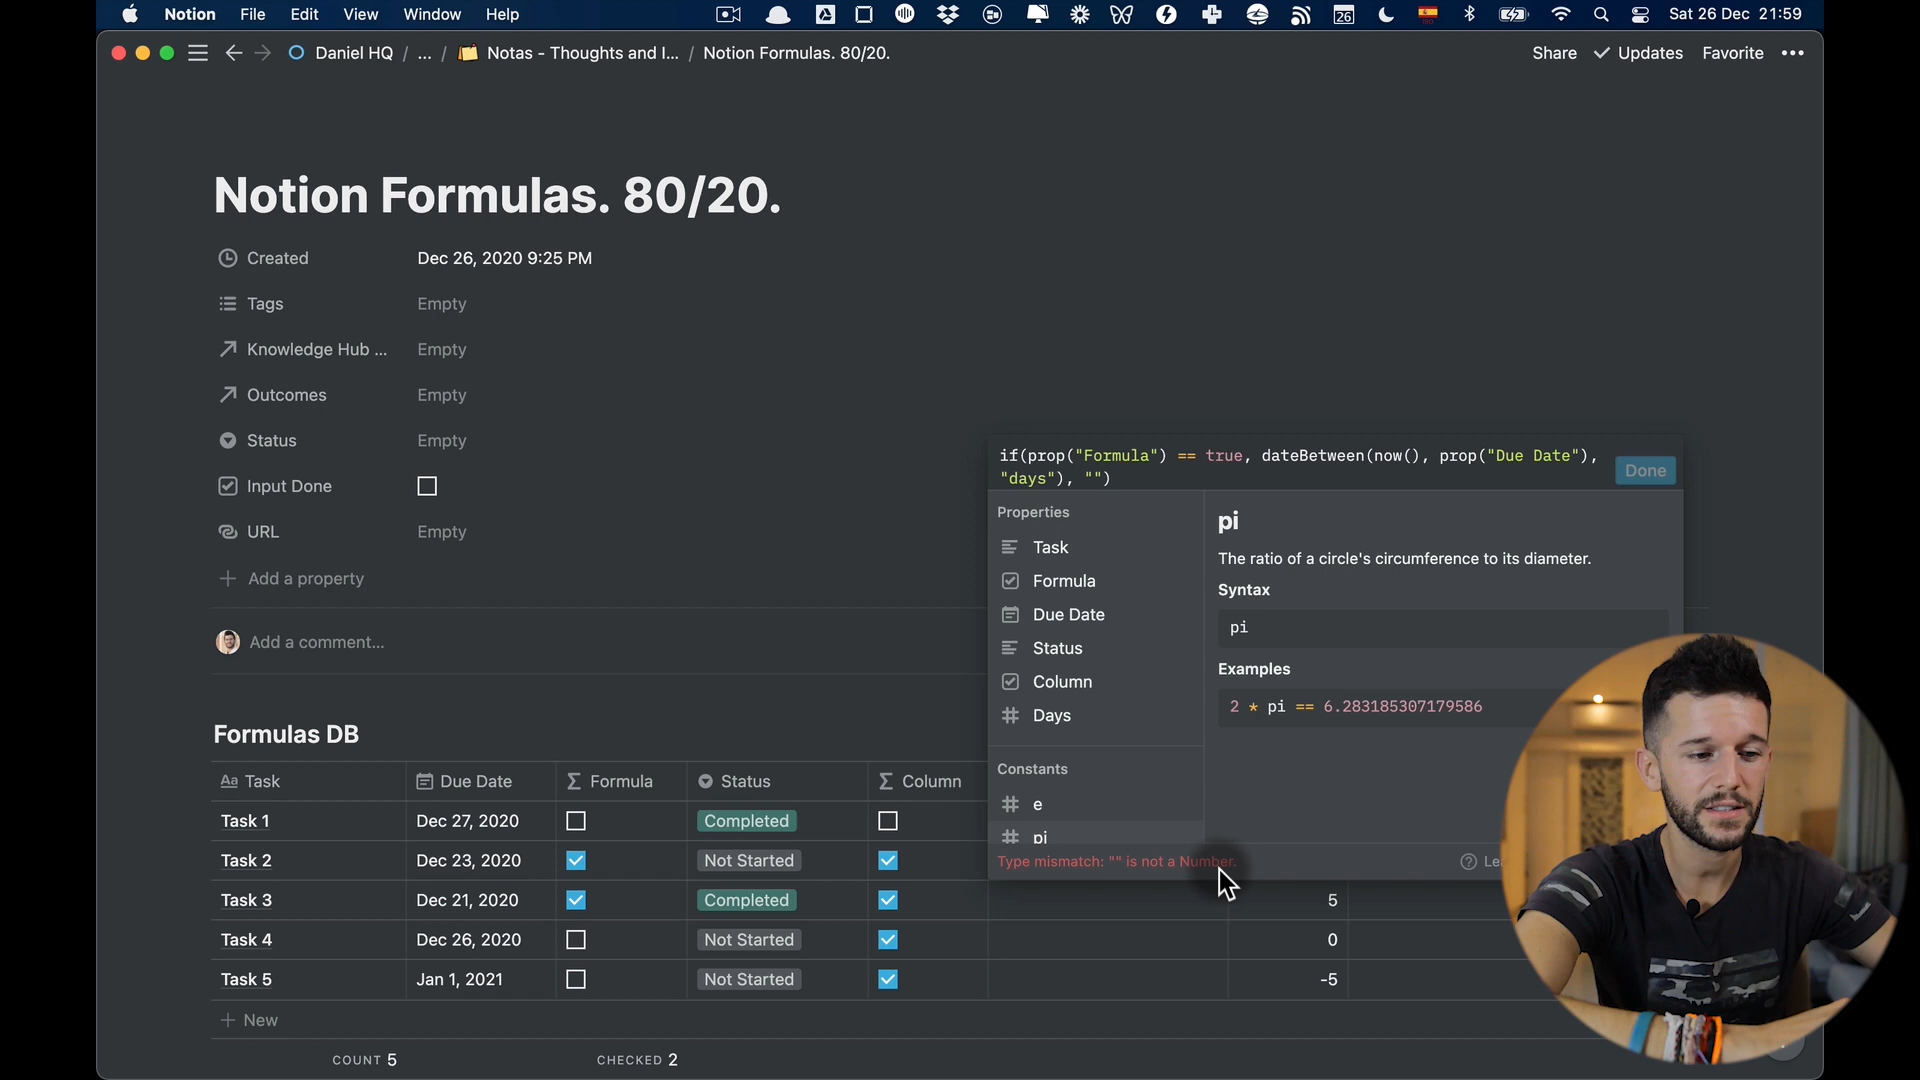 Notion File Edit View Window Help 26 Sat 26 Dec 21:59
Daniel HQ / ... / Notas - Thoughts and I... / Notion Formulas. 80/20. Share Updates Favorite
Notion Formulas. 80/20.
Created Dec 26, 2020 9:25 PM
Tags Empty
Knowledge Hub ... Empty
Outcomes Empty
Status Empty
Input Done
URL Empty
Add a property
Add a comment...
if(prop("Formula") == true, dateBetween(now(), prop("Due Date"),
"days"), "")
Done
Properties
Task
Formula
Due Date
Status
Column
Days
Constants
e
pi
pi
The ratio of a circle's circumference to its diameter.
Syntax
pi
Examples
2 * pi == 6.283185307179586
Type mismatch: "" is not a Number.
Formulas DB
Aa Task Due Date Formula Status Column
Task 1 Dec 27, 2020 Completed
Task 2 Dec 23, 2020 Not Started
Task 3 Dec 21, 2020 Completed 5
Task 4 Dec 26, 2020 Not Started 0
Task 5 Jan 1, 2021 Not Started -5
New
COUNT 5 CHECKED 2